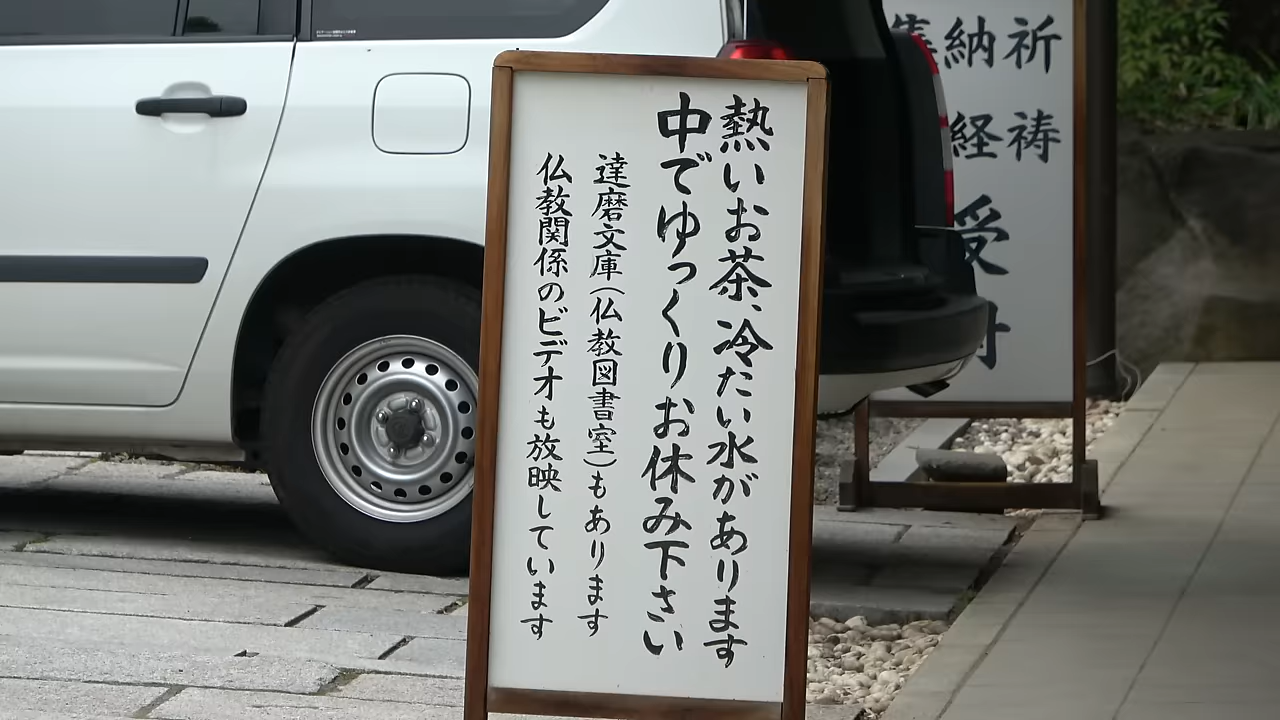 熱いお茶、冷たい水があります
中でゆっくりお休み下さい
達磨文庫(仏教図書室)もあります
仏教関係のビデオも放映しています
祈祷
納経
受